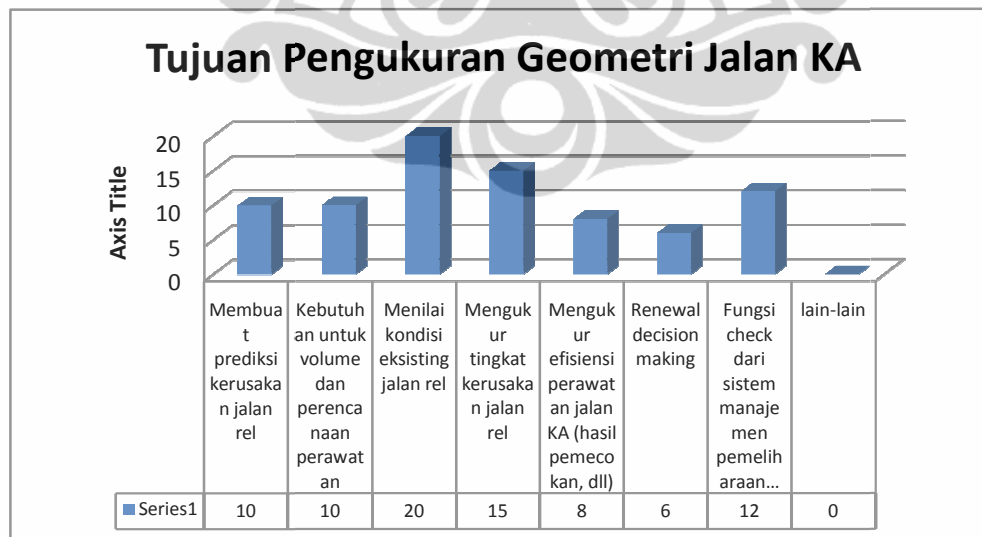 Tujuan Pengukuran Geometri Jalan KA
Axis Title
20
15
10
5
0
Membua
t
prediksi
kerusaka
n jalan
rel
Kebutuh
an untuk
volume
dan
perenca
naan
perawat
an
Menilai
kondisi
eksisting
jalan rel
Menguk
ur
tingkat
kerusaka
n jalan
rel
Menguk
ur
efisiensi
perawat
an jalan
KA (hasil
pemeco
kan, dll)
Renewal
decision
making
Fungsi
check
dari
sistem
manaje
men
pemelih
araan…
lain-lain
Series1 10 10 20 15 8 6 12 0